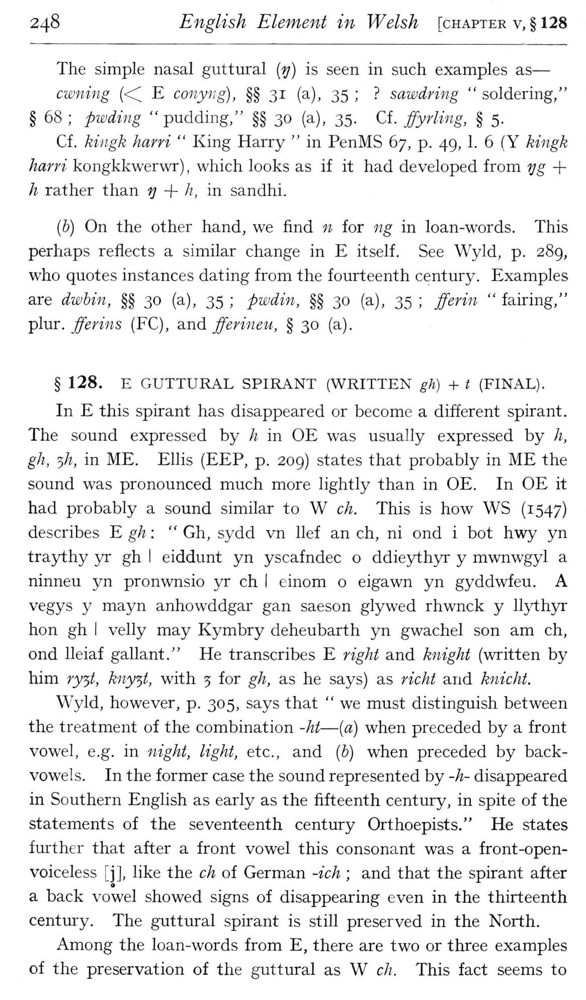 248 English Element in Welsh [CHAPTER V, § 128
The simple nasal guttural (ŋ) is seen in such examples as—
cwning (< E conyng), §§ 31 (a), 35 ; ? sawdring “ soldering,”
§ 68 ; pwding “ pudding,” §§ 30 (a), 35. Cf. ffyrling, § 5.
Cf. kingk harri “ King Harry ” in PenMS 67, p. 49, l. 6 (Y kingk
harri kongkkwerwr), which looks as if it had developed from ŋg +
h rather than ŋ + h, in sandhi.
(b) On the other hand, we find n for ng in loan-words. This
perhaps reflects a similar change in E itself. See Wyld, p. 289,
who quotes instances dating from the fourteenth century. Examples
are dwbin, §§ 30 (a), 35 ; pwdin, §§ 30 (a), 35 ; fferin “ fairing,”
plur. fferins (FC), and fferineu, § 30 (a).
§ 128. E GUTTURAL SPIRANT (WRITTEN gh) + t (FINAL).
In E this spirant has disappeared or become a different spirant.
The sound expressed by h in OE was usually expressed by h,
gh, ȝh, in ME. Ellis (EEP, p. 209) states that probably in ME the
sound was pronounced much more lightly than in OE. In OE it
had probably a sound similar to W ch. This is how WS (1547)
describes E gh : “ Gh, sydd vn llef an ch, ni ond i bot hwy yn
traythy yr gh | eiddunt yn yscafndec o ddieythyr y mwnwgyl a
ninneu yn pronwnsio yr ch | einom o eigawn yn gyddwfeu. A
vegys y mayn anhowddgar gan saeson glywed rhwnck y llythyr
hon gh | velly may Kymbry deheubarth yn gwachel son am ch,
ond lleiaf gallant.” He transcribes E right and knight (written by
him ryȝt, knyȝt, with ȝ for gh, as he says) as richt and knicht.
Wyld, however, p. 305, says that “ we must distinguish between
the treatment of the combination -ht—(a) when preceded by a front
vowel, e.g. in night, light, etc., and (b) when preceded by back-
vowels. In the former case the sound represented by -h- disappeared
in Southern English as early as the fifteenth century, in spite of the
statements of the seventeenth century Orthoepists.” He states
further that after a front vowel this consonant was a front-open-
voiceless [j̥], like the ch of German -ich ; and that the spirant after
a back vowel showed signs of disappearing even in the thirteenth
century. The guttural spirant is still preserved in the North.
Among the loan-words from E, there are two or three examples
of the preservation of the guttural as W ch. This fact seems to